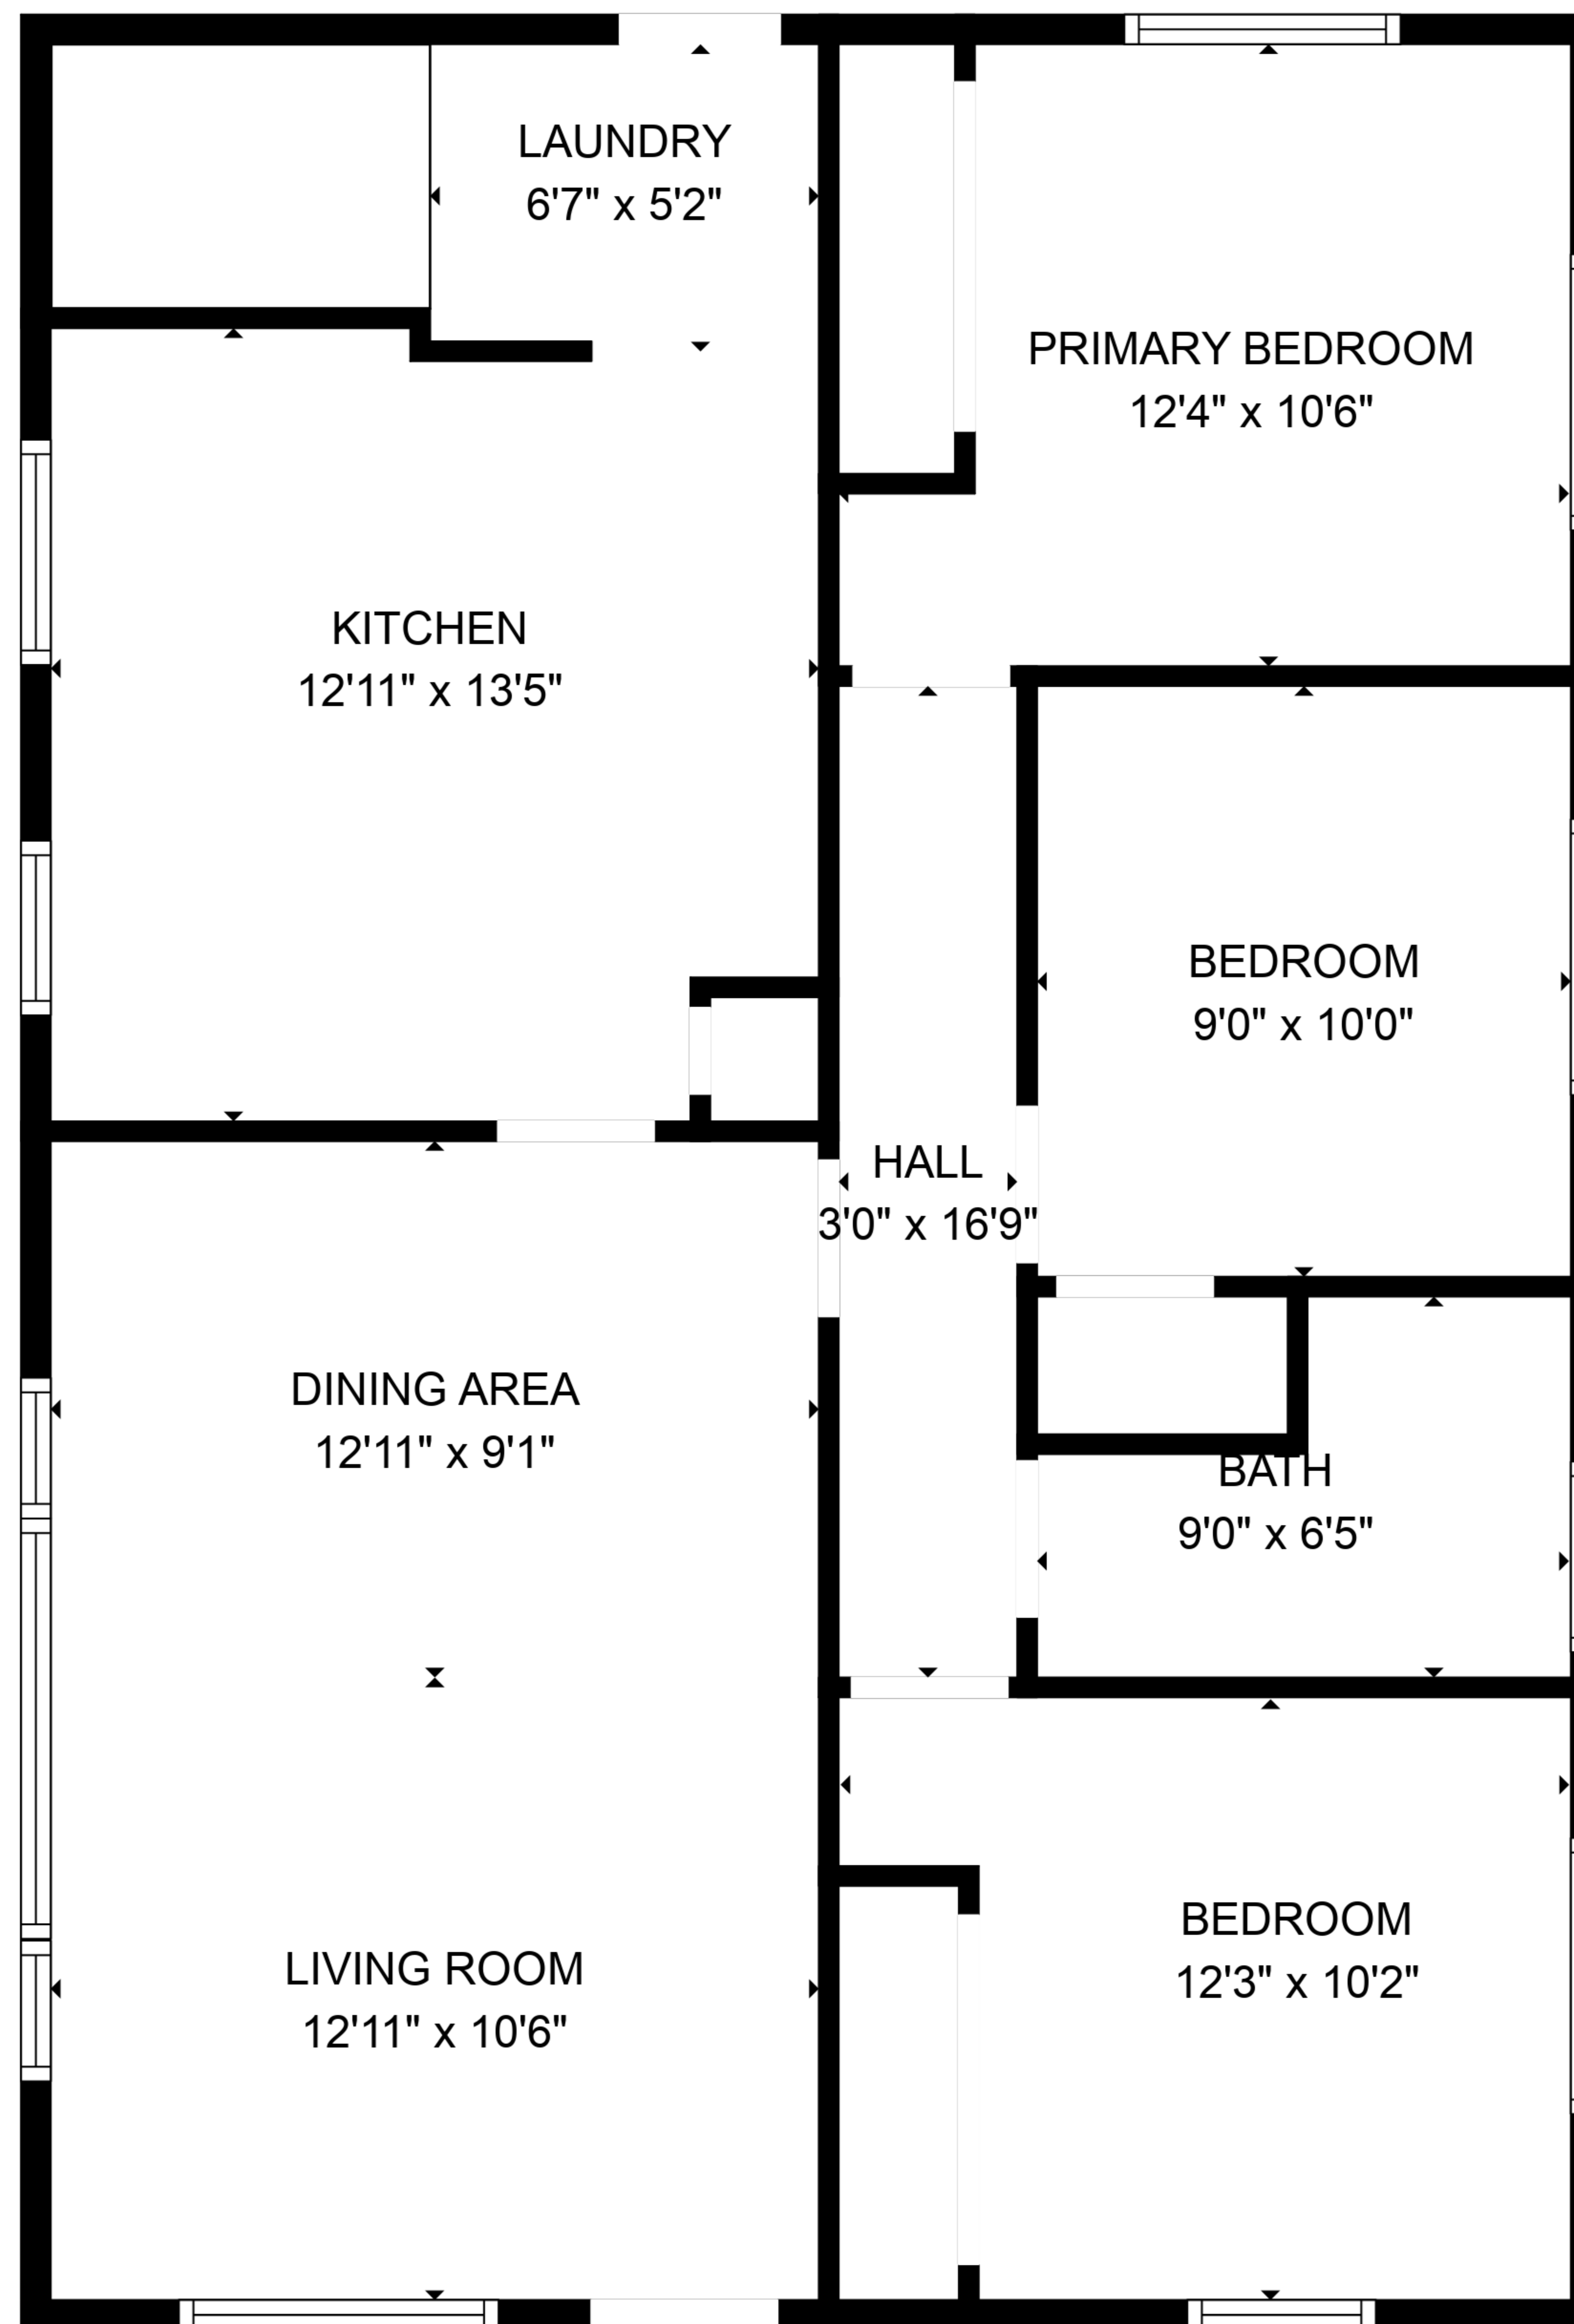 LAUNDRY
6'7" x 5'2"
PRIMARY BEDROOM
12'4" x 10'6"
KITCHEN
12'11" x 13'5"
BEDROOM
9'0" x 10'0"
HALL
3'0" x 16'9"
DINING AREA
12'11" x 9'1"
BATH
9'0" x 6'5"
BEDROOM
12'3" x 10'2"
LIVING ROOM
12'11" x 10'6"